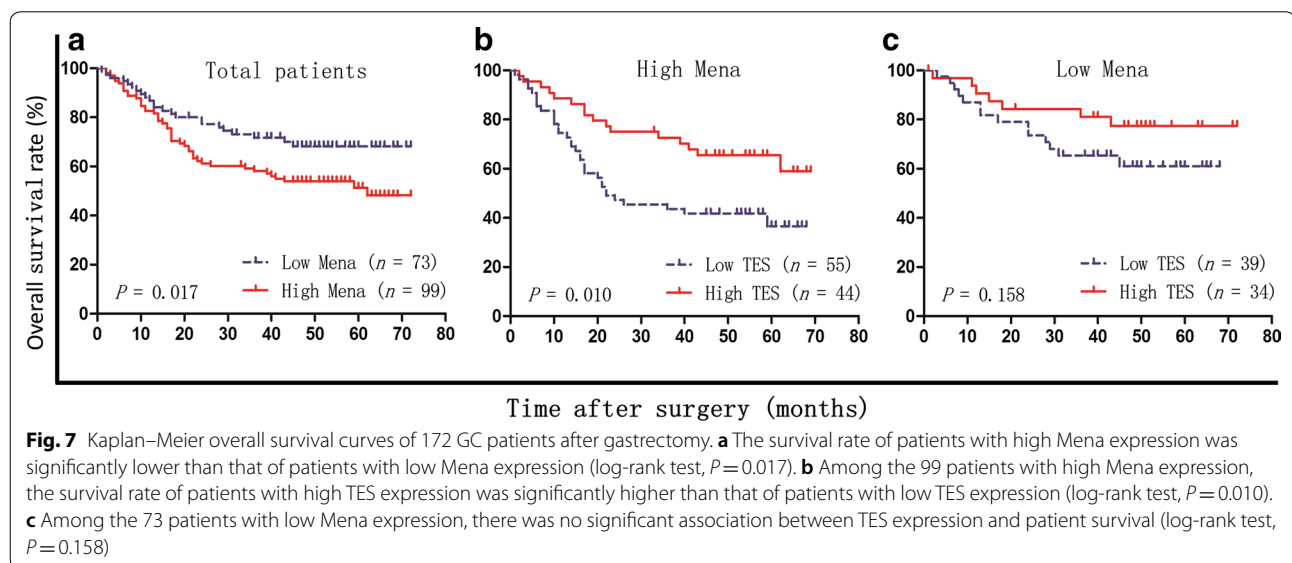 a
Total patients
100
80
60
40
20
0
Low Mena (n = 73)
High Mena (n = 99)
P = 0.017
0 10 20 30 40 50 60 70 80
b
High Mena
100
80
60
40
20
0
Low TES (n = 55)
High TES (n = 44)
P = 0.010
0 10 20 30 40 50 60 70 80
c
Low Mena
100
80
60
40
20
0
Low TES (n = 39)
High TES (n = 34)
P = 0.158
0 10 20 30 40 50 60 70 80
Overall survival rate (%)
Time after surgery (months)
Fig. 7 Kaplan–Meier overall survival curves of 172 GC patients after gastrectomy. a The survival rate of patients with high Mena expression was
significantly lower than that of patients with low Mena expression (log-rank test, P = 0.017). b Among the 99 patients with high Mena expression,
the survival rate of patients with high TES expression was significantly higher than that of patients with low TES expression (log-rank test, P = 0.010).
c Among the 73 patients with low Mena expression, there was no significant association between TES expression and patient survival (log-rank test,
P = 0.158)